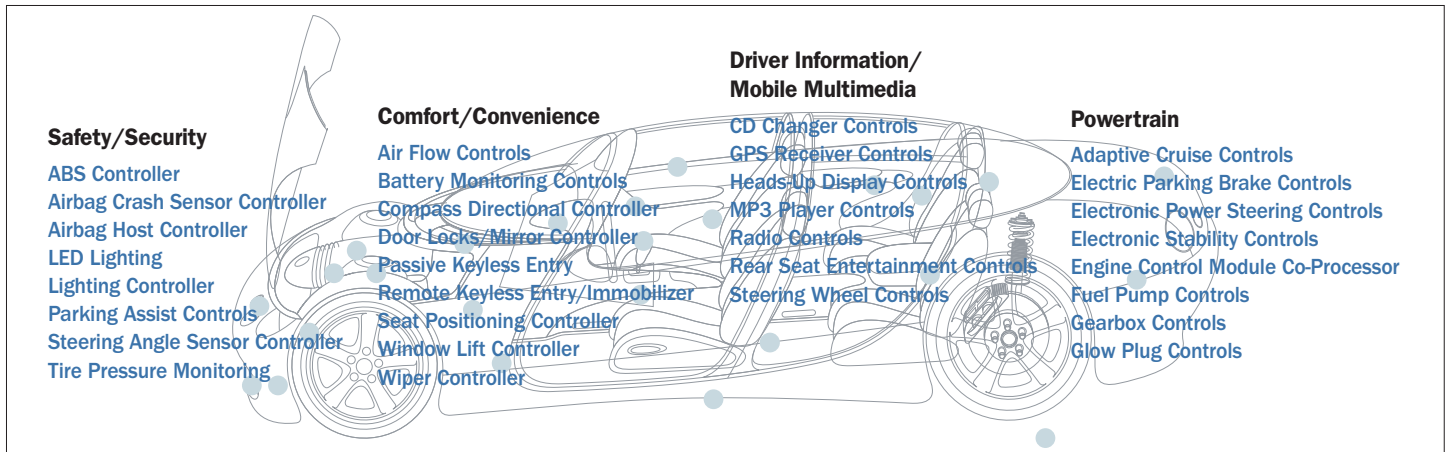 Safety/Security
ABS Controller
Airbag Crash Sensor Controller
Airbag Host Controller
LED Lighting
Lighting Controller
Parking Assist Controls
Steering Angle Sensor Controller
Tire Pressure Monitoring
Comfort/Convenience
Air Flow Controls
Battery Monitoring Controls
Compass Directional Controller
Door Locks/Mirror Controller
Passive Keyless Entry
Remote Keyless Entry/Immobilizer
Seat Positioning Controller
Window Lift Controller
Wiper Controller
Driver Information/
Mobile Multimedia
CD Changer Controls
GPS Receiver Controls
Heads-Up Display Controls
MP3 Player Controls
Radio Controls
Rear Seat Entertainment Controls
Steering Wheel Controls
Powertrain
Adaptive Cruise Controls
Electric Parking Brake Controls
Electronic Power Steering Controls
Electronic Stability Controls
Engine Control Module Co-Processor
Fuel Pump Controls
Gearbox Controls
Glow Plug Controls